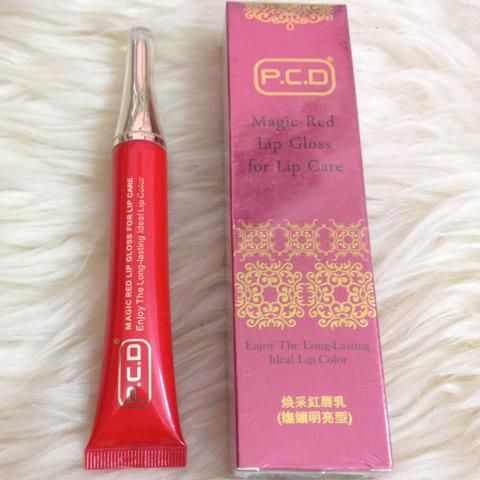 P.C.D
MAGIC RED LIP GLOSS FOR LIP CARE
Enjoy The Long-lasting Ideal Lip Color
P.C.D
Magic Red
Lip Gloss
for Lip Care
Enjoy The Long-Lasting
Ideal Lip Color
煥采紅唇乳
(嫵媚明亮型)